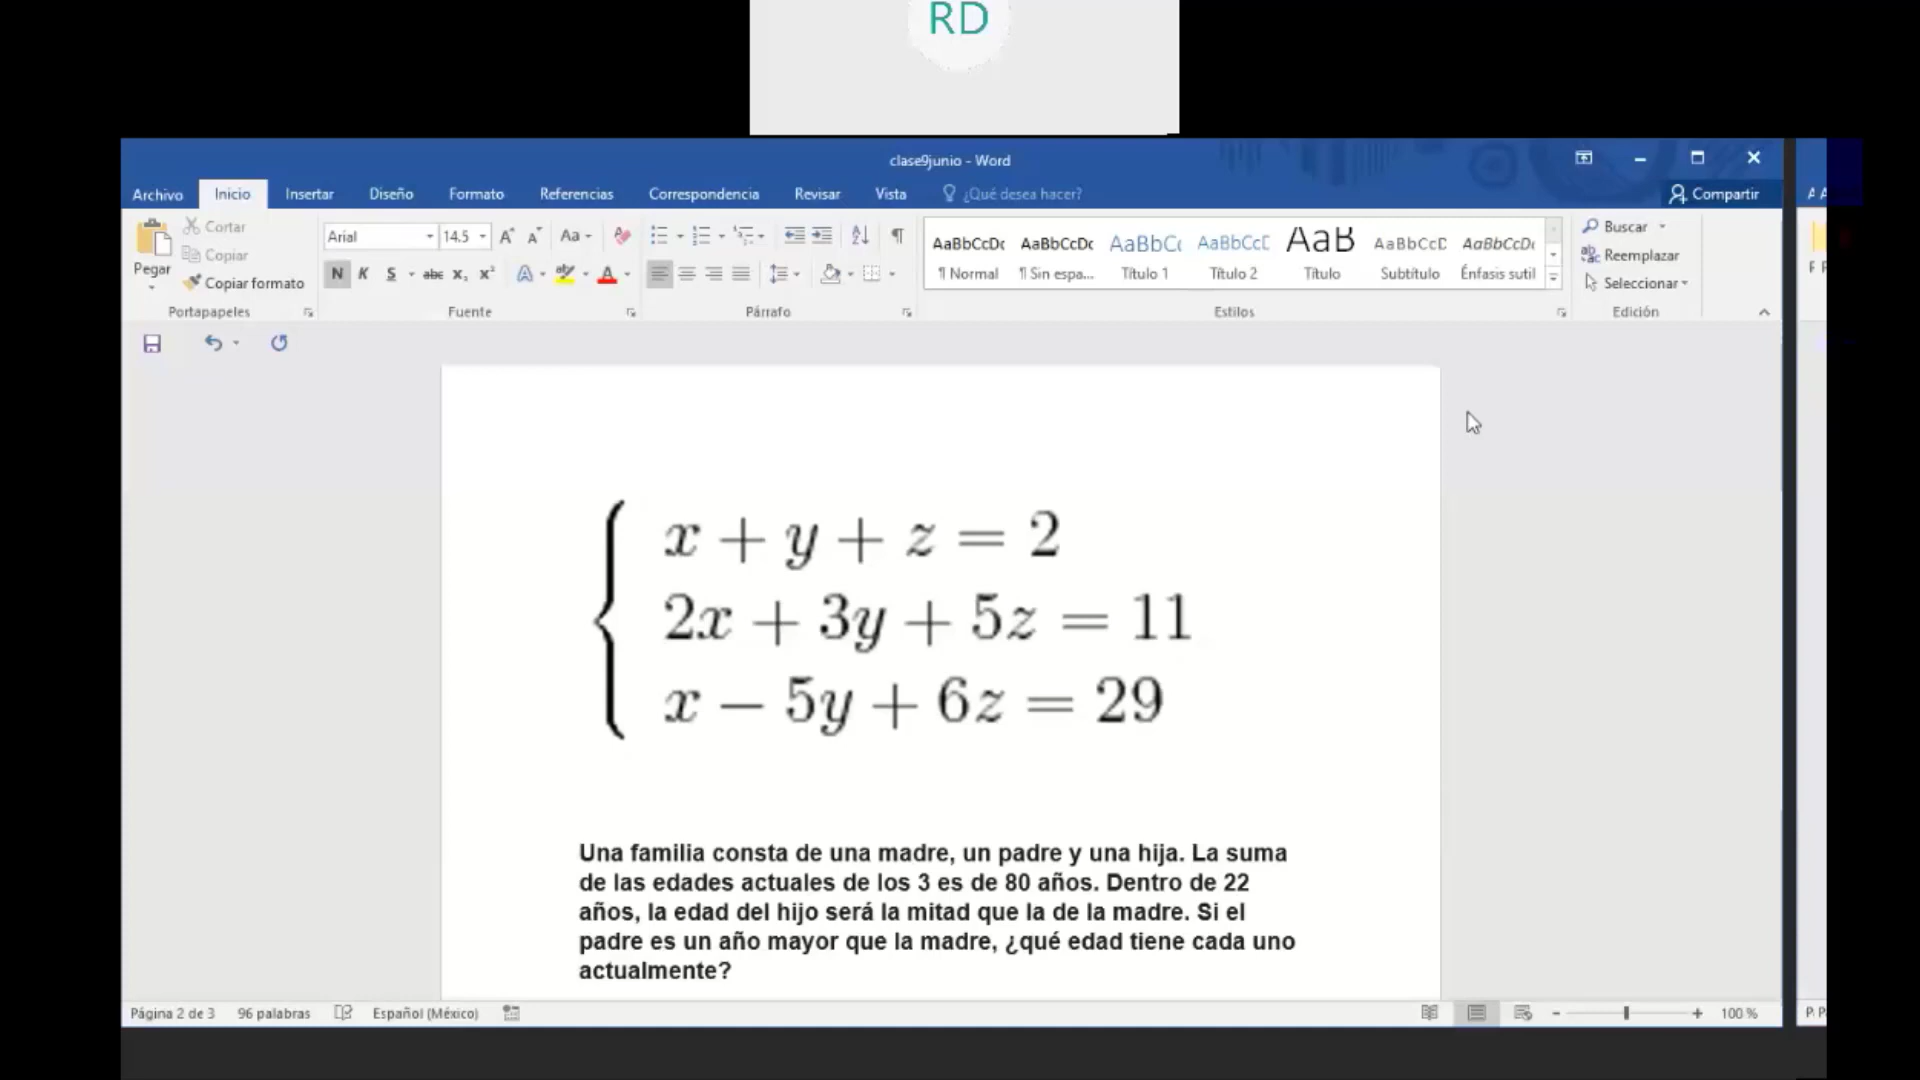 RD
clase9junio - Word
Archivo Inicio Insertar Diseño Formato Referencias Correspondencia Revisar Vista ¿Qué desea hacer? Compartir
Pegar
Cortar
Copiar
Copiar formato
Portapapeles
Arial 14.5 Aa
N K S abc x, x²
Fuente
Párrafo
AaBbCcDc AaBbCcDc AaBbC AaBbCcC AaB AaBbCcC AaBbCcDc
¶ Normal ¶ Sin espa... Título 1 Título 2 Título Subtítulo Énfasis sutil
Estilos
Buscar
Reemplazar
Seleccionar
Edición
x + y + z = 2
2x + 3y + 5z = 11
x − 5y + 6z = 29
Una familia consta de una madre, un padre y una hija. La suma
de las edades actuales de los 3 es de 80 años. Dentro de 22
años, la edad del hijo será la mitad que la de la madre. Si el
padre es un año mayor que la madre, ¿qué edad tiene cada uno
actualmente?
Página 2 de 3 96 palabras Español (México) 100 %